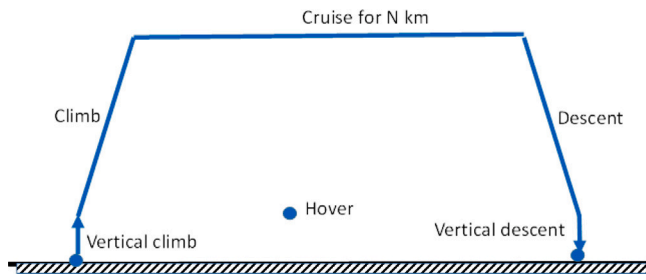 Cruise for N km
Climb
Descent
Hover
Vertical climb
Vertical descent